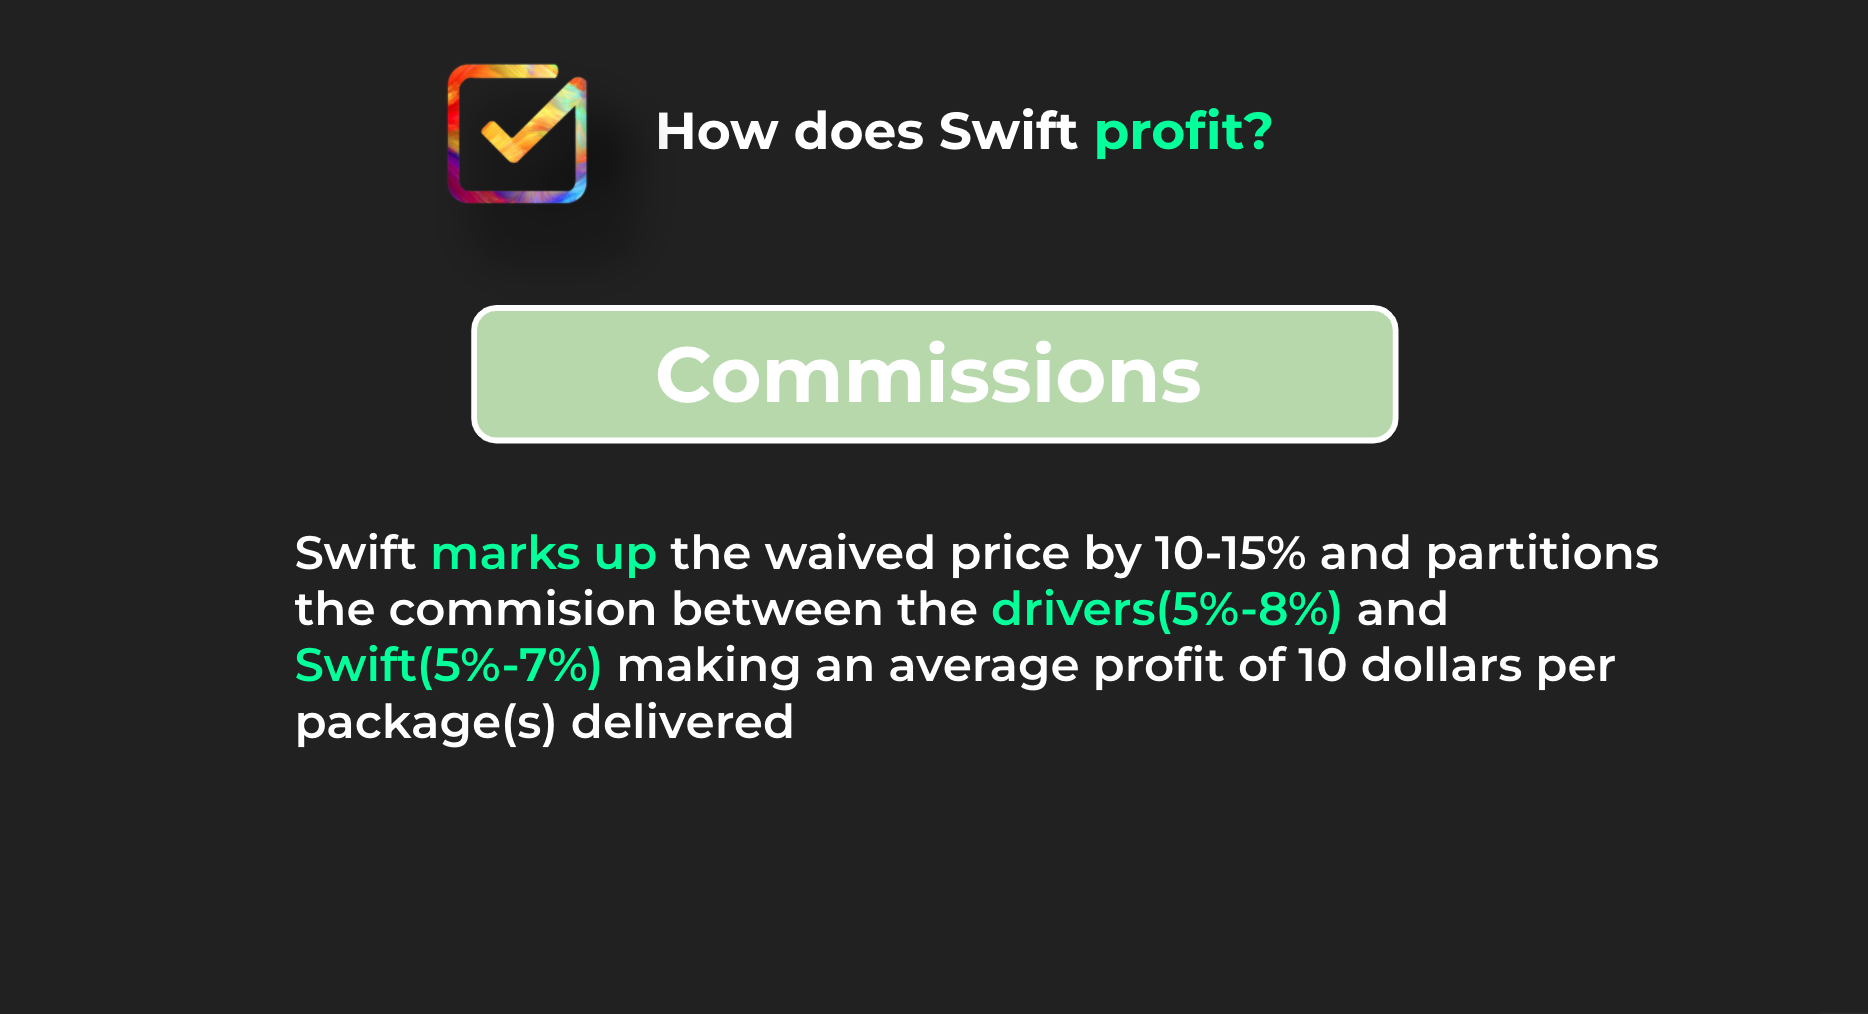 How does Swift profit?
Commissions
Swift marks up the waived price by 10-15% and partitions
the commision between the drivers(5%-8%) and
Swift(5%-7%) making an average profit of 10 dollars per
package(s) delivered